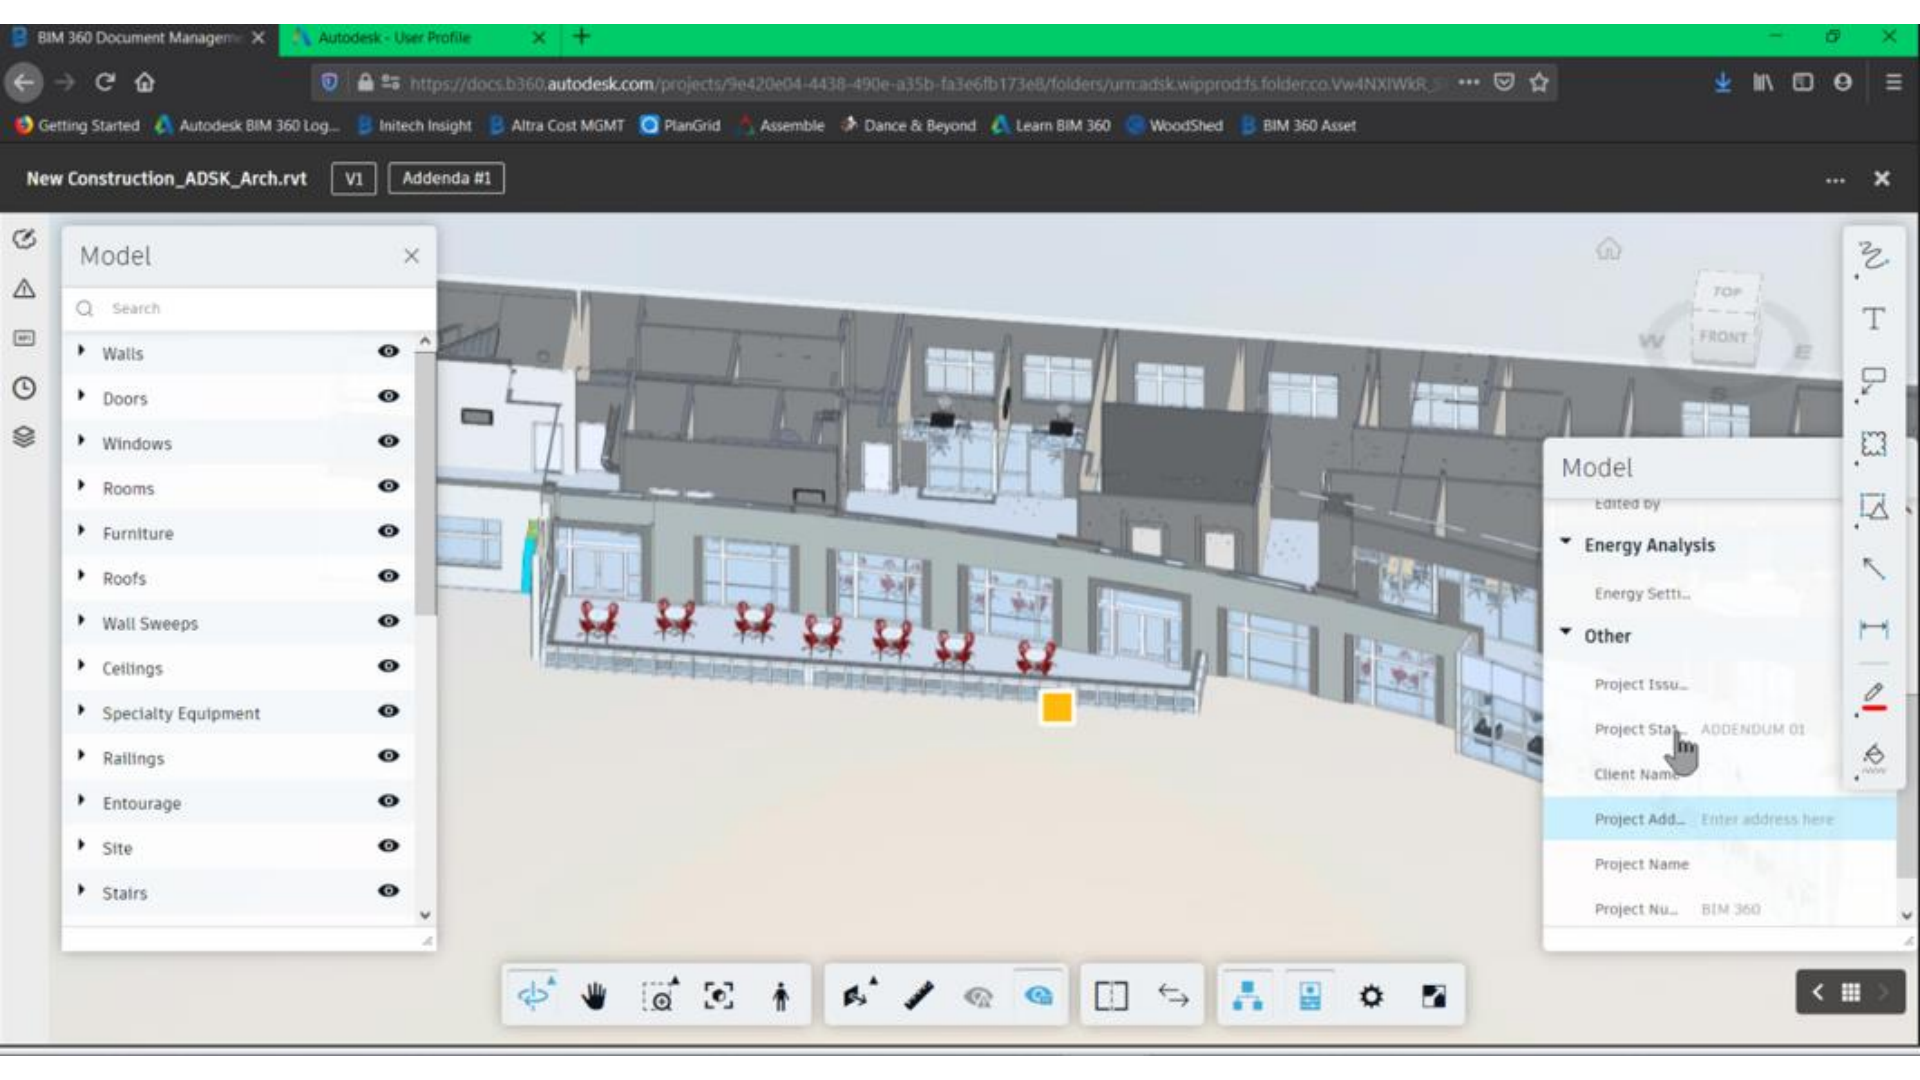 BIM 360 Document Managem
Autodesk - User Profile
https://docs.b360.autodesk.com/projects/9e420e04-4438-490e-a35b-fa3e6fb173e8/folders/urn:adsk.wipprod:fs.folder:co.Vw4NXIWkR_
Getting Started
Autodesk BIM 360 Log...
Initech Insight
Altra Cost MGMT
PlanGrid
Assemble
Dance & Beyond
Learn BIM 360
WoodShed
BIM 360 Asset
New Construction_ADSK_Arch.rvt
V1
Addenda #1
Model
Search
Walls
Doors
Windows
Rooms
Furniture
Roofs
Wall Sweeps
Ceilings
Specialty Equipment
Railings
Entourage
Site
Stairs
TOP
FRONT
W
E
S
T
Model
Edited by
Energy Analysis
Energy Setti...
Other
Project Issu...
Project Stat... ADDENDUM 01
Client Name
Project Add... Enter address here
Project Name
Project Nu... BIM 360